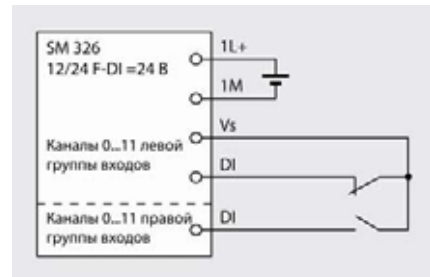 SM 326
12/24 F-DI =24 В
1L+
1M
Vs
Каналы 0...11 левой
группы входов
DI
Каналы 0...11 правой
группы входов
DI